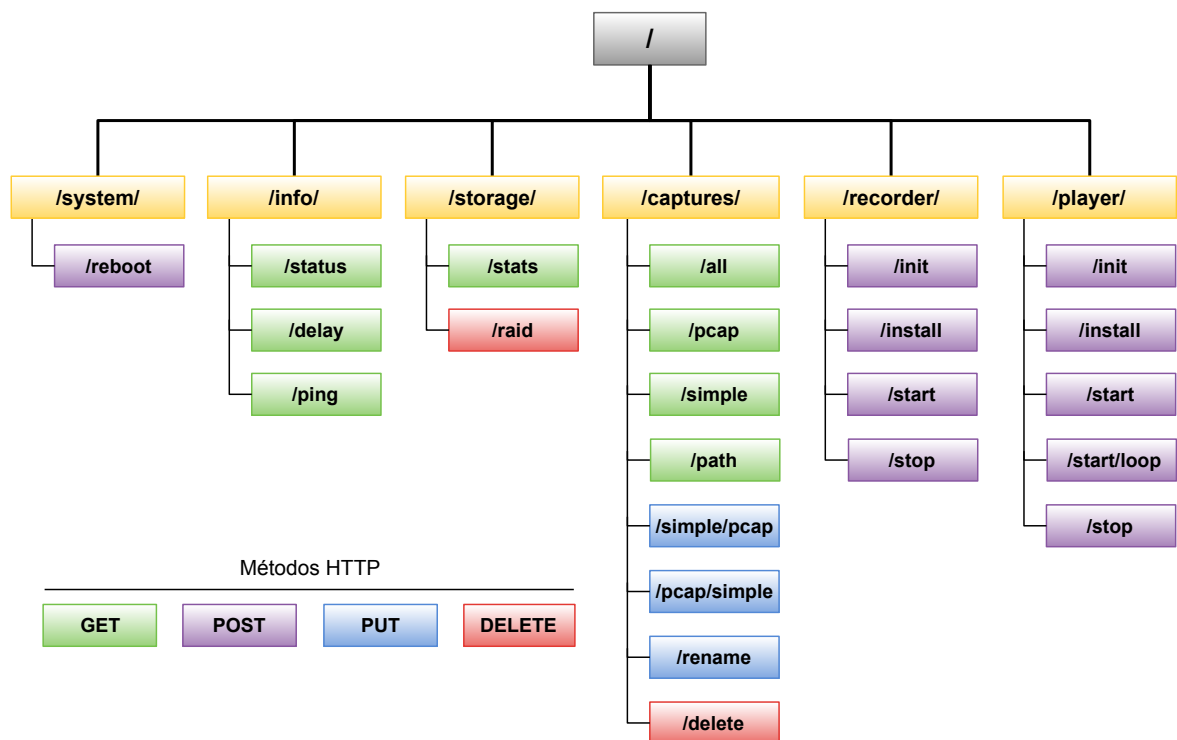 /
/system/
/info/
/storage/
/captures/
/recorder/
/player/
/reboot
/status
/stats
/all
/init
/init
/delay
/raid
/pcap
/install
/install
/ping
/simple
/start
/start
/path
/stop
/start/loop
/simple/pcap
/stop
Métodos HTTP
/pcap/simple
GET
POST
PUT
DELETE
/rename
/delete